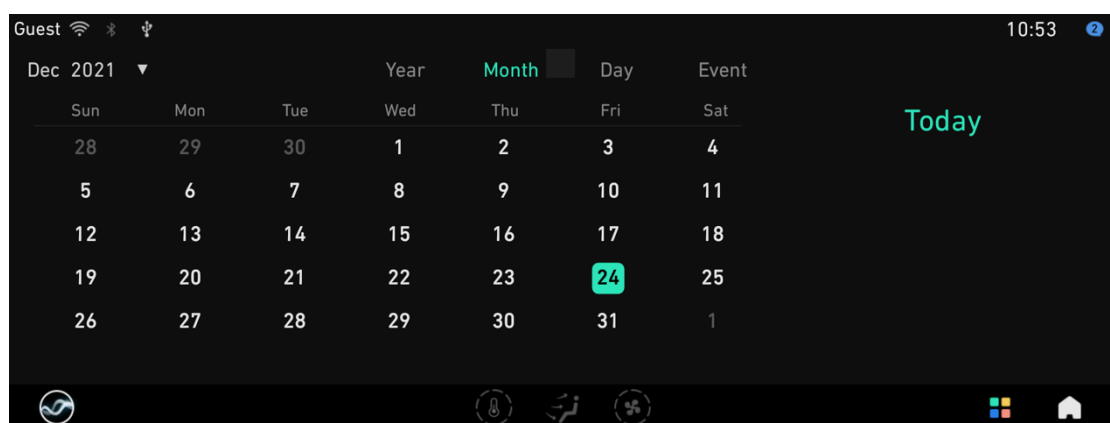 Guest 10:53 2
Dec 2021 ▼ Year Month Day Event
Sun Mon Tue Wed Thu Fri Sat
Today
28 29 30 1 2 3 4
5 6 7 8 9 10 11
12 13 14 15 16 17 18
19 20 21 22 23 24 25
26 27 28 29 30 31 1